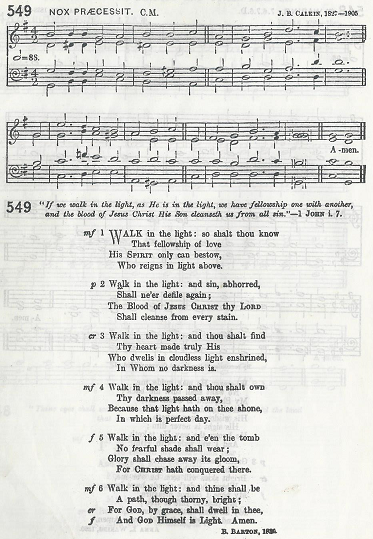 549 NOX PRÆCESSIT. C.M. J. B. CALKIN, 1827—1905
=88.
A-men.
549 "If we walk in the light, as He is in the light, we have fellowship one with another,
and the blood of Jesus Christ His Son cleanseth us from all sin."—1 JOHN i. 7.
mf 1 WALK in the light: so shalt thou know
That fellowship of love
His SPIRIT only can bestow,
Who reigns in light above.
p 2 Walk in the light: and sin, abhorred,
Shall ne'er defile again;
The Blood of JESUS CHRIST thy LORD
Shall cleanse from every stain.
cr 3 Walk in the light: and thou shalt find
Thy heart made truly His
Who dwells in cloudless light enshrined,
In Whom no darkness is.
mf 4 Walk in the light: and thou shalt own
Thy darkness passed away,
Because that light hath on thee shone,
In which is perfect day.
f 5 Walk in the light: and e'en the tomb
No fearful shade shall wear;
Glory shall chase away its gloom,
For CHRIST hath conquered there.
mf 6 Walk in the light: and thine shall be
A path, though thorny, bright;
cr For GOD, by grace, shall dwell in thee,
f And GOD Himself is Light. Amen.
B. BARTON, 1826.